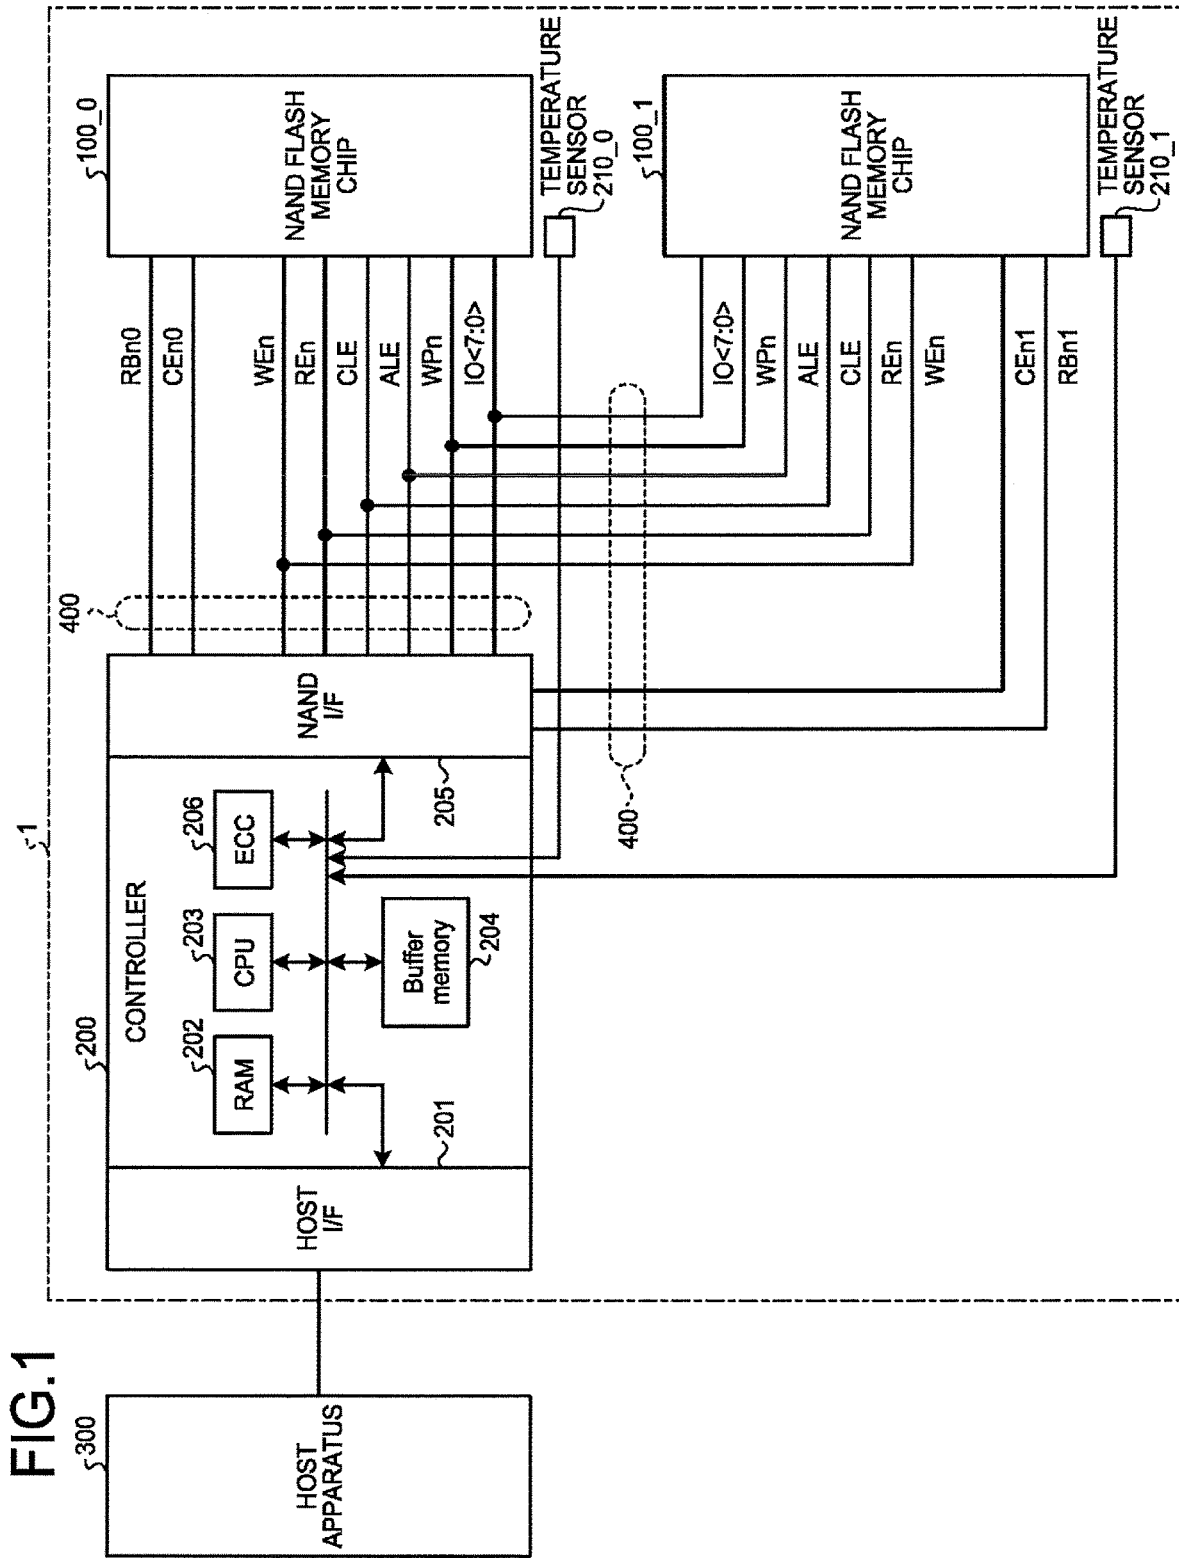 FIG.1
300
HOST
APPARATUS
1
200
CONTROLLER
HOST
I/F
201
202
RAM
203
CPU
206
ECC
Buffer
memory
204
205
NAND
I/F
400
RBn0
CEn0
WEn
REn
CLE
ALE
WPn
IO<7:0>
100_0
NAND FLASH
MEMORY
CHIP
TEMPERATURE
SENSOR
210_0
400
IO<7:0>
WPn
ALE
CLE
REn
WEn
CEn1
RBn1
100_1
NAND FLASH
MEMORY
CHIP
TEMPERATURE
SENSOR
210_1